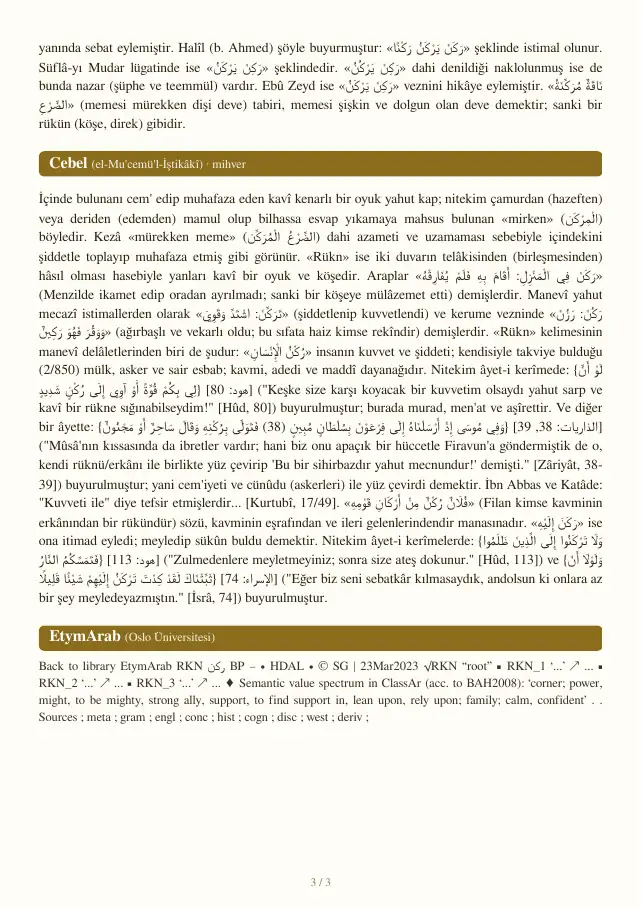 yanında sebat eylemiştir. Halîl (b. Ahmed) şöyle buyurmuştur: «رَكَنَ يَرْكَنُ رَكْنًا» şeklinde istimal olunur.
Süflâ-yı Mudar lügatinde ise «رَكِنَ يَرْكَنُ» şeklindedir. «رَكِنَ يَرْكُنُ» dahi denildiği naklolunmuş ise de
bunda nazar (şüphe ve teemmül) vardır. Ebû Zeyd ise «رَكِنَ يَرْكَنُ» veznini hikâye eylemiştir. «نَاقَةٌ مُرَكَّنَةُ
الضَّرْعِ» (memesi mürekken dişi deve) tabiri, memesi şişkin ve dolgun olan deve demektir; sanki bir
rükün (köşe, direk) gibidir.
Cebel (el-Mu'cemü'l-İştikâkî) · mihver
İçinde bulunanı cem' edip muhafaza eden kavî kenarlı bir oyuk yahut kap; nitekim çamurdan (hazeften)
veya deriden (edemden) mamul olup bilhassa esvap yıkamaya mahsus bulunan «mirken» (الْمِرْكَن)
böyledir. Kezâ «mürekken meme» (الضَّرْعُ الْمُرَكَّن) dahi azameti ve uzamaması sebebiyle içindekini
şiddetle toplayıp muhafaza etmiş gibi görünür. «Rükn» ise iki duvarın telâkisinden (birleşmesinden)
hâsıl olması hasebiyle yanları kavî bir oyuk ve köşedir. Araplar «رَكَنَ فِي الْمَنْزِلِ: أَقَامَ بِهِ فَلَمْ يُفَارِقْهُ»
(Menzilde ikamet edip oradan ayrılmadı; sanki bir köşeye mülâzemet etti) demişlerdir. Manevî yahut
mecazî istimallerden olarak «تَرَكَّنَ: اشْتَدَّ وَقَوِيَ» (şiddetlenip kuvvetlendi) ve kerume vezninde «رَكُنَ: رَزُنَ
وَوَقُرَ فَهُوَ رَكِينٌ» (ağırbaşlı ve vekarlı oldu; bu sıfata haiz kimse rekîndir) demişlerdir. «Rükn» kelimesinin
manevî delâletlerinden biri de şudur: «رُكْنُ الْإِنْسَانِ» insanın kuvvet ve şiddeti; kendisiyle takviye bulduğu
(2/850) mülk, asker ve sair esbab; kavmi, adedi ve maddî dayanağıdır. Nitekim âyet-i kerîmede: {لَوْ أَنَّ
لِي بِكُمْ قُوَّةً أَوْ آوِي إِلَى رُكْنٍ شَدِيدٍ} [هود: 80] ("Keşke size karşı koyacak bir kuvvetim olsaydı yahut sarp ve
kavî bir rükne sığınabilseydim!" [Hûd, 80]) buyurulmuştur; burada murad, men'at ve aşîrettir. Ve diğer
bir âyette: {وَفِي مُوسَى إِذْ أَرْسَلْنَاهُ إِلَى فِرْعَوْنَ بِسُلْطَانٍ مُبِينٍ (38) فَتَوَلَّى بِرُكْنِهِ وَقَالَ سَاحِرٌ أَوْ مَجْنُونٌ} [الذاريات: 38, 39]
("Mûsâ'nın kıssasında da ibretler vardır; hani biz onu apaçık bir hüccetle Firavun'a göndermiştik de o,
kendi rüknü/erkânı ile birlikte yüz çevirip 'Bu bir sihirbazdır yahut mecnundur!' demişti." [Zâriyât, 38-
39]) buyurulmuştur; yani cem'iyeti ve cünûdu (askerleri) ile yüz çevirdi demektir. İbn Abbas ve Katâde:
"Kuvveti ile" diye tefsir etmişlerdir... [Kurtubî, 17/49]. «فُلَانٌ رُكْنٌ مِنْ أَرْكَانِ قَوْمِهِ» (Filan kimse kavminin
erkânından bir rükündür) sözü, kavminin eşrafından ve ileri gelenlerindendir manasınadır. «رَكَنَ إِلَيْهِ» ise
ona itimad eyledi; meyledip sükûn buldu demektir. Nitekim âyet-i kerîmelerde: {وَلَا تَرْكَنُوا إِلَى الَّذِينَ ظَلَمُوا
فَتَمَسَّكُمُ النَّارُ} [هود: 113] ("Zulmedenlere meyletmeyiniz; sonra size ateş dokunur." [Hûd, 113]) ve {وَلَوْلَا أَنْ
ثَبَّتْنَاكَ لَقَدْ كِدْتَ تَرْكَنُ إِلَيْهِمْ شَيْئًا قَلِيلًا} [الإسراء: 74] ("Eğer biz seni sebatkâr kılmasaydık, andolsun ki onlara az
bir şey meyledeyazmıştın." [İsrâ, 74]) buyurulmuştur.
EtymArab (Oslo Üniversitesi)
Back to library EtymArab RKN ركن BP – • HDAL • © SG | 23Mar2023 √RKN “root” ▪ RKN_1 ‘...’ ↗ ... ▪
RKN_2 ‘...’ ↗ ... ▪ RKN_3 ‘...’ ↗ ... ♦ Semantic value spectrum in ClassAr (acc. to BAH2008): ‘corner; power,
might, to be mighty, strong ally, support, to find support in, lean upon, rely upon; family; calm, confident’ . .
Sources ; meta ; gram ; engl ; conc ; hist ; cogn ; disc ; west ; deriv ;
3 / 3